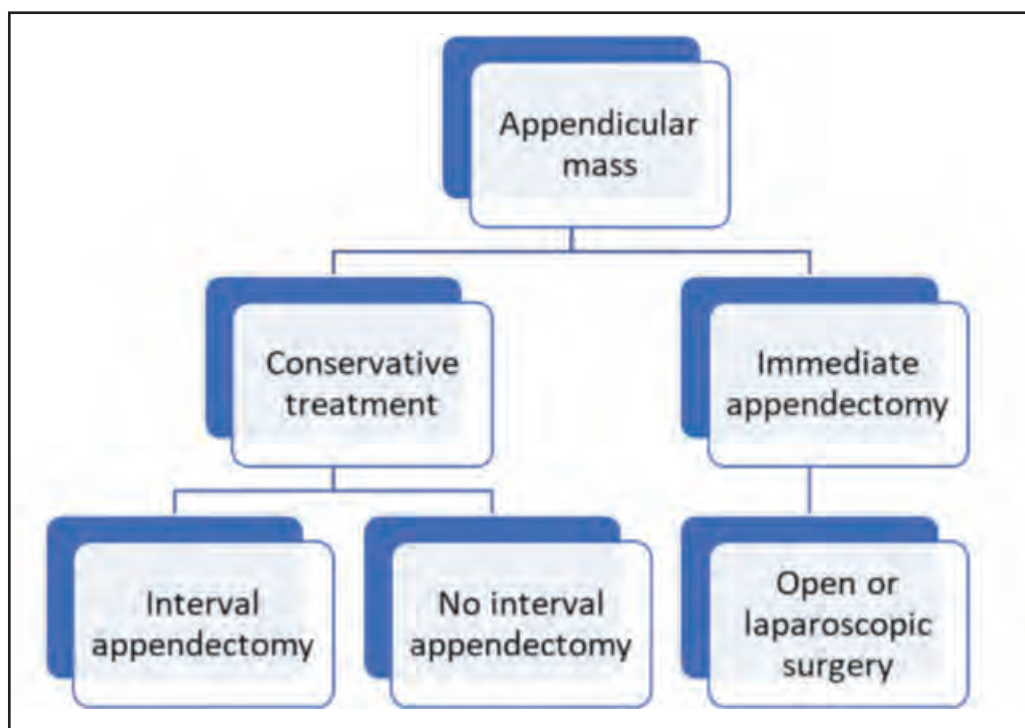 Appendicular
mass
Conservative
treatment
Immediate
appendectomy
Interval
appendectomy
No interval
appendectomy
Open or
laparoscopic
surgery